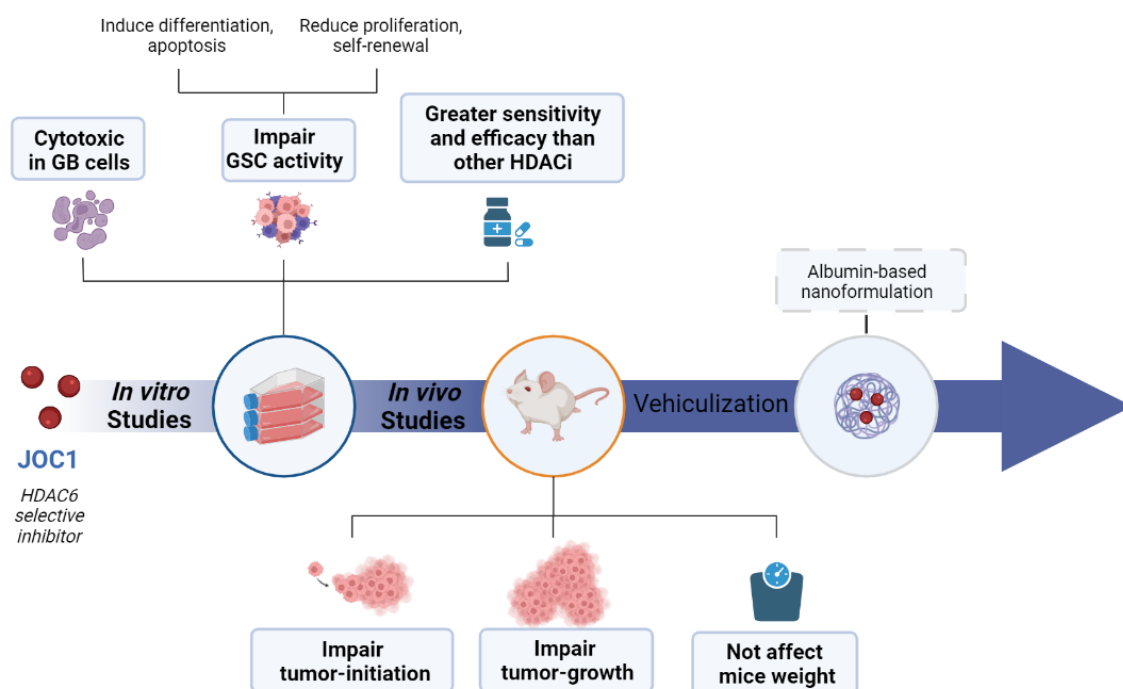 Induce differentiation,
apoptosis
Reduce proliferation,
self-renewal
Cytotoxic
in GB cells
Impair
GSC activity
Greater sensitivity
and efficacy than
other HDACi
Albumin-based
nanoformulation
JOC1
HDAC6
selective
inhibitor
In vitro
Studies
In vivo
Studies
Vehiculization
Impair
tumor-initiation
Impair
tumor-growth
Not affect
mice weight